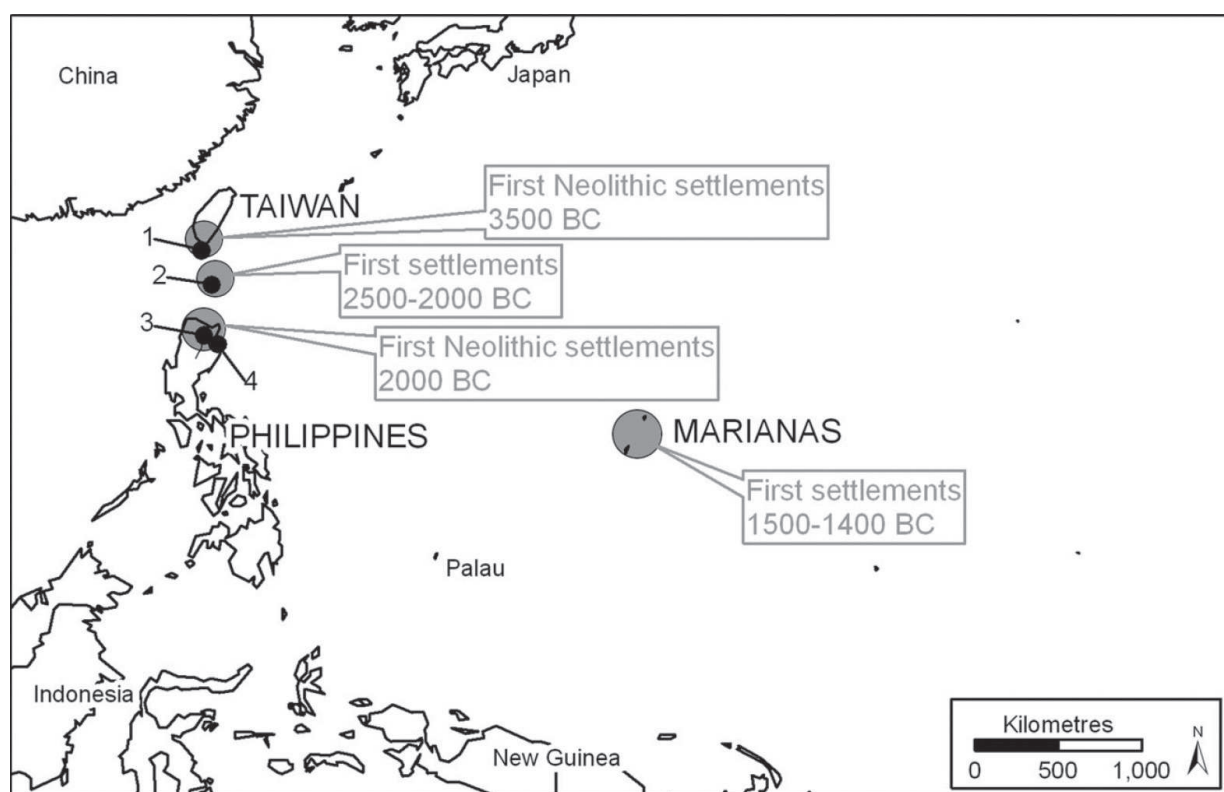 China
Japan
First Neolithic settlements
3500 BC
TAIWAN
1
First settlements
2500-2000 BC
2
3
First Neolithic settlements
2000 BC
4
PHILIPPINES
MARIANAS
First settlements
1500-1400 BC
Palau
Indonesia
New Guinea
Kilometres
N
0 500 1,000